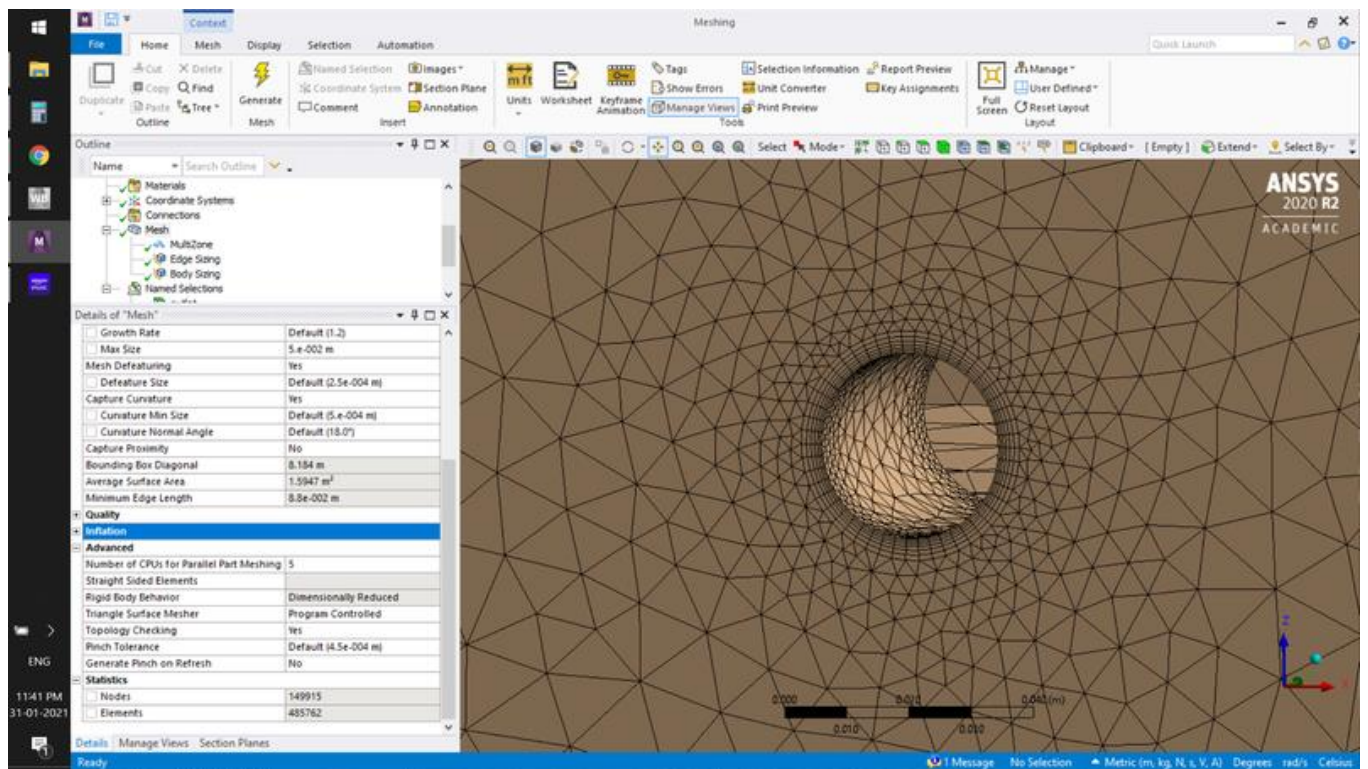 Context
Meshing
File Home Mesh Display Selection Automation
Quick Launch
Duplicate
Cut
Copy
Paste
Delete
Find
Tree
Outline
Generate
Mesh
Named Selection
Coordinate System
Comment
Images
Section Plane
Annotation
Insert
Units
Worksheet
Keyframe
Animation
Tags
Show Errors
Manage Views
Selection Information
Unit Converter
Print Preview
Report Preview
Key Assignments
Tools
Full
Screen
Manage
User Defined
Reset Layout
Layout
Outline
Name Search Outline
Select Mode Clipboard [Empty] Extend Select By
Materials
Coordinate Systems
Connections
Mesh
MultiZone
Edge Sizing
Body Sizing
Named Selections
Details of "Mesh"
Growth Rate Default (1.2)
Max Size 5.e-002 m
Mesh Defeaturing Yes
Defeature Size Default (2.5e-004 m)
Capture Curvature Yes
Curvature Min Size Default (5.e-004 m)
Curvature Normal Angle Default (18.0°)
Capture Proximity No
Bounding Box Diagonal 8.184 m
Average Surface Area 1.5947 m²
Minimum Edge Length 8.8e-002 m
Quality
Inflation
Advanced
Number of CPUs for Parallel Part Meshing 5
Straight Sided Elements
Rigid Body Behavior Dimensionally Reduced
Triangle Surface Mesher Program Controlled
Topology Checking Yes
Pinch Tolerance Default (4.5e-004 m)
Generate Pinch on Refresh No
Statistics
Nodes 149915
Elements 485762
Details Manage Views Section Planes
ANSYS
2020 R2
ACADEMIC
0.000 0.020 0.040 (m)
0.010 0.030
Z
X
ENG
11:41 PM
31-01-2021
Ready
1 Message No Selection Metric (m, kg, N, s, V, A) Degrees rad/s Celsius